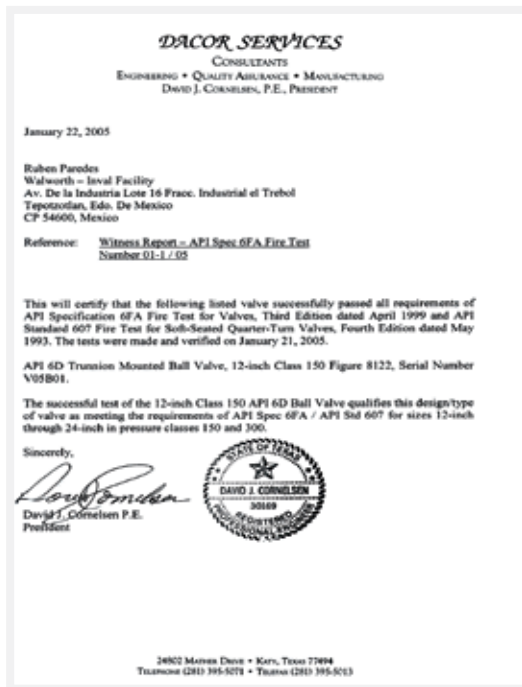 DACOR SERVICES
CONSULTANTS
ENGINEERING • QUALITY ASSURANCE • MANUFACTURING
DAVID J. CORNELSEN, P.E., PRESIDENT
January 22, 2005
Ruben Paredes
Walworth – Inval Facility
Av. De la Industria Lote 16 Fracc. Industrial el Trebol
Tepotzotlan, Edo. De Mexico
CP 54600, Mexico
Reference: Witness Report – API Spec 6FA Fire Test
Number 01-1 / 05
This will certify that the following listed valve successfully passed all requirements of
API Specification 6FA Fire Test for Valves, Third Edition dated April 1999 and API
Standard 607 Fire Test for Soft-Seated Quarter-Turn Valves, Fourth Edition dated May
1993. The tests were made and verified on January 21, 2005.
API 6D Trunnion Mounted Ball Valve, 12-inch Class 150 Figure 8122, Serial Number
V05B01.
The successful test of the 12-inch Class 150 API 6D Ball Valve qualifies this design/type
of valve as meeting the requirements of API Spec 6FA / API Std 607 for sizes 12-inch
through 24-inch in pressure classes 150 and 300.
Sincerely,
David J. Cornelsen P.E.
President
STATE OF TEXAS
DAVID J. CORNELSEN
REGISTERED
PROFESSIONAL ENGINEER
24502 MATHER DRIVE • KATY, TEXAS 77494
TELEPHONE (281) 395-5078 • TELEFAX (281) 395-5013